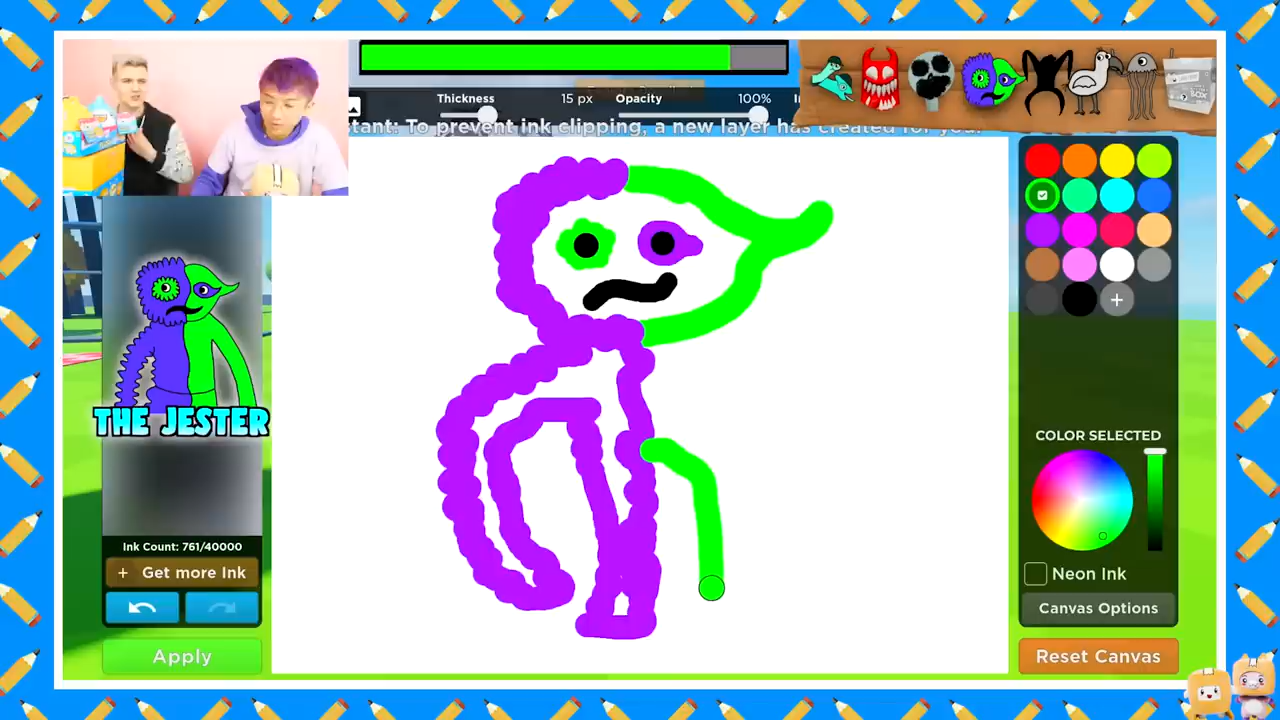 Thickness 15 px Opacity 100% I
stant: To prevent ink clipping, a new layer has created for you.
THE JESTER
Ink Count: 761/40000
+ Get more Ink
Apply
COLOR SELECTED
Neon Ink
Canvas Options
Reset Canvas